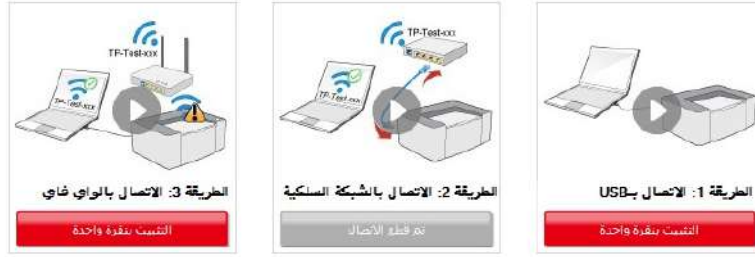 الطريقة 1: الاتصال بـUSB
التثبيت بنقرة واحدة
TP-Test-xxx
TP-Test-xxx
الطريقة 2: الاتصال بالشبكة السلكية
تم قطع الاتصال
TP-Test-xxx
TP-Test-xxx
الطريقة 3: الاتصال بالواي فاي
التثبيت بنقرة واحدة